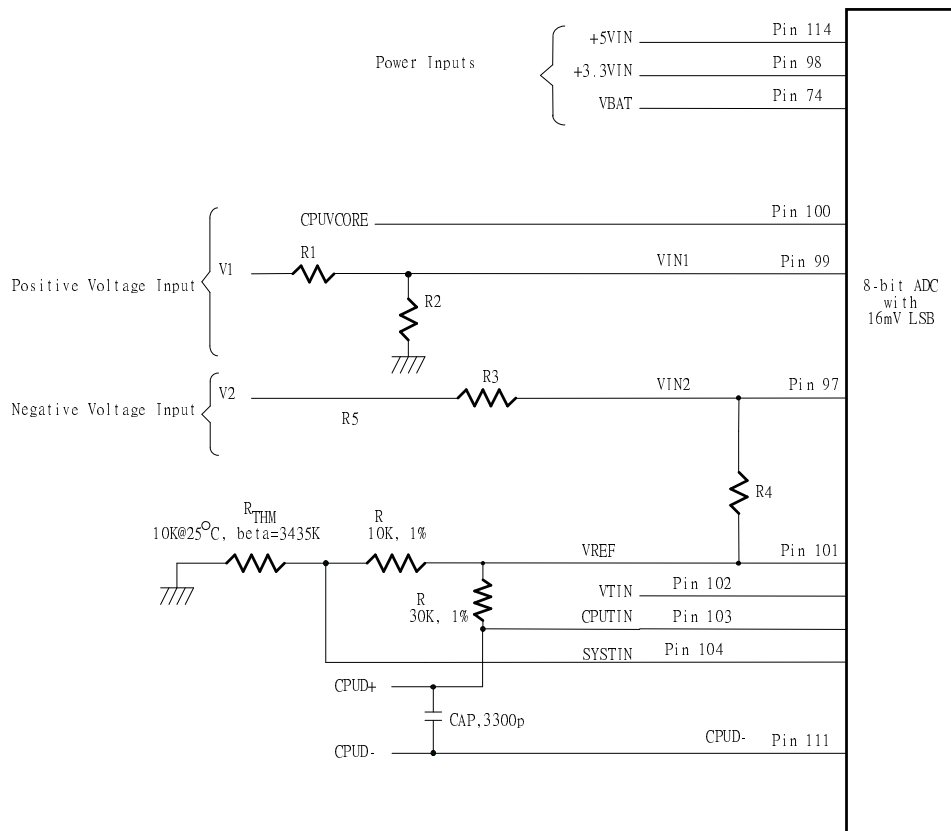 Power Inputs
+5VIN
Pin 114
+3.3VIN
Pin 98
VBAT
Pin 74
CPUVCORE
Pin 100
Positive Voltage Input
V1
R1
VIN1
Pin 99
R2
8-bit ADC
with
16mV LSB
Negative Voltage Input
V2
R3
VIN2
Pin 97
R5
R4
RTHM
10K@25°C, beta=3435K
R
10K, 1%
VREF
Pin 101
R
30K, 1%
VTIN
Pin 102
CPUTIN
Pin 103
SYSTIN
Pin 104
CPUD+
CAP,3300p
CPUD-
CPUD-
Pin 111